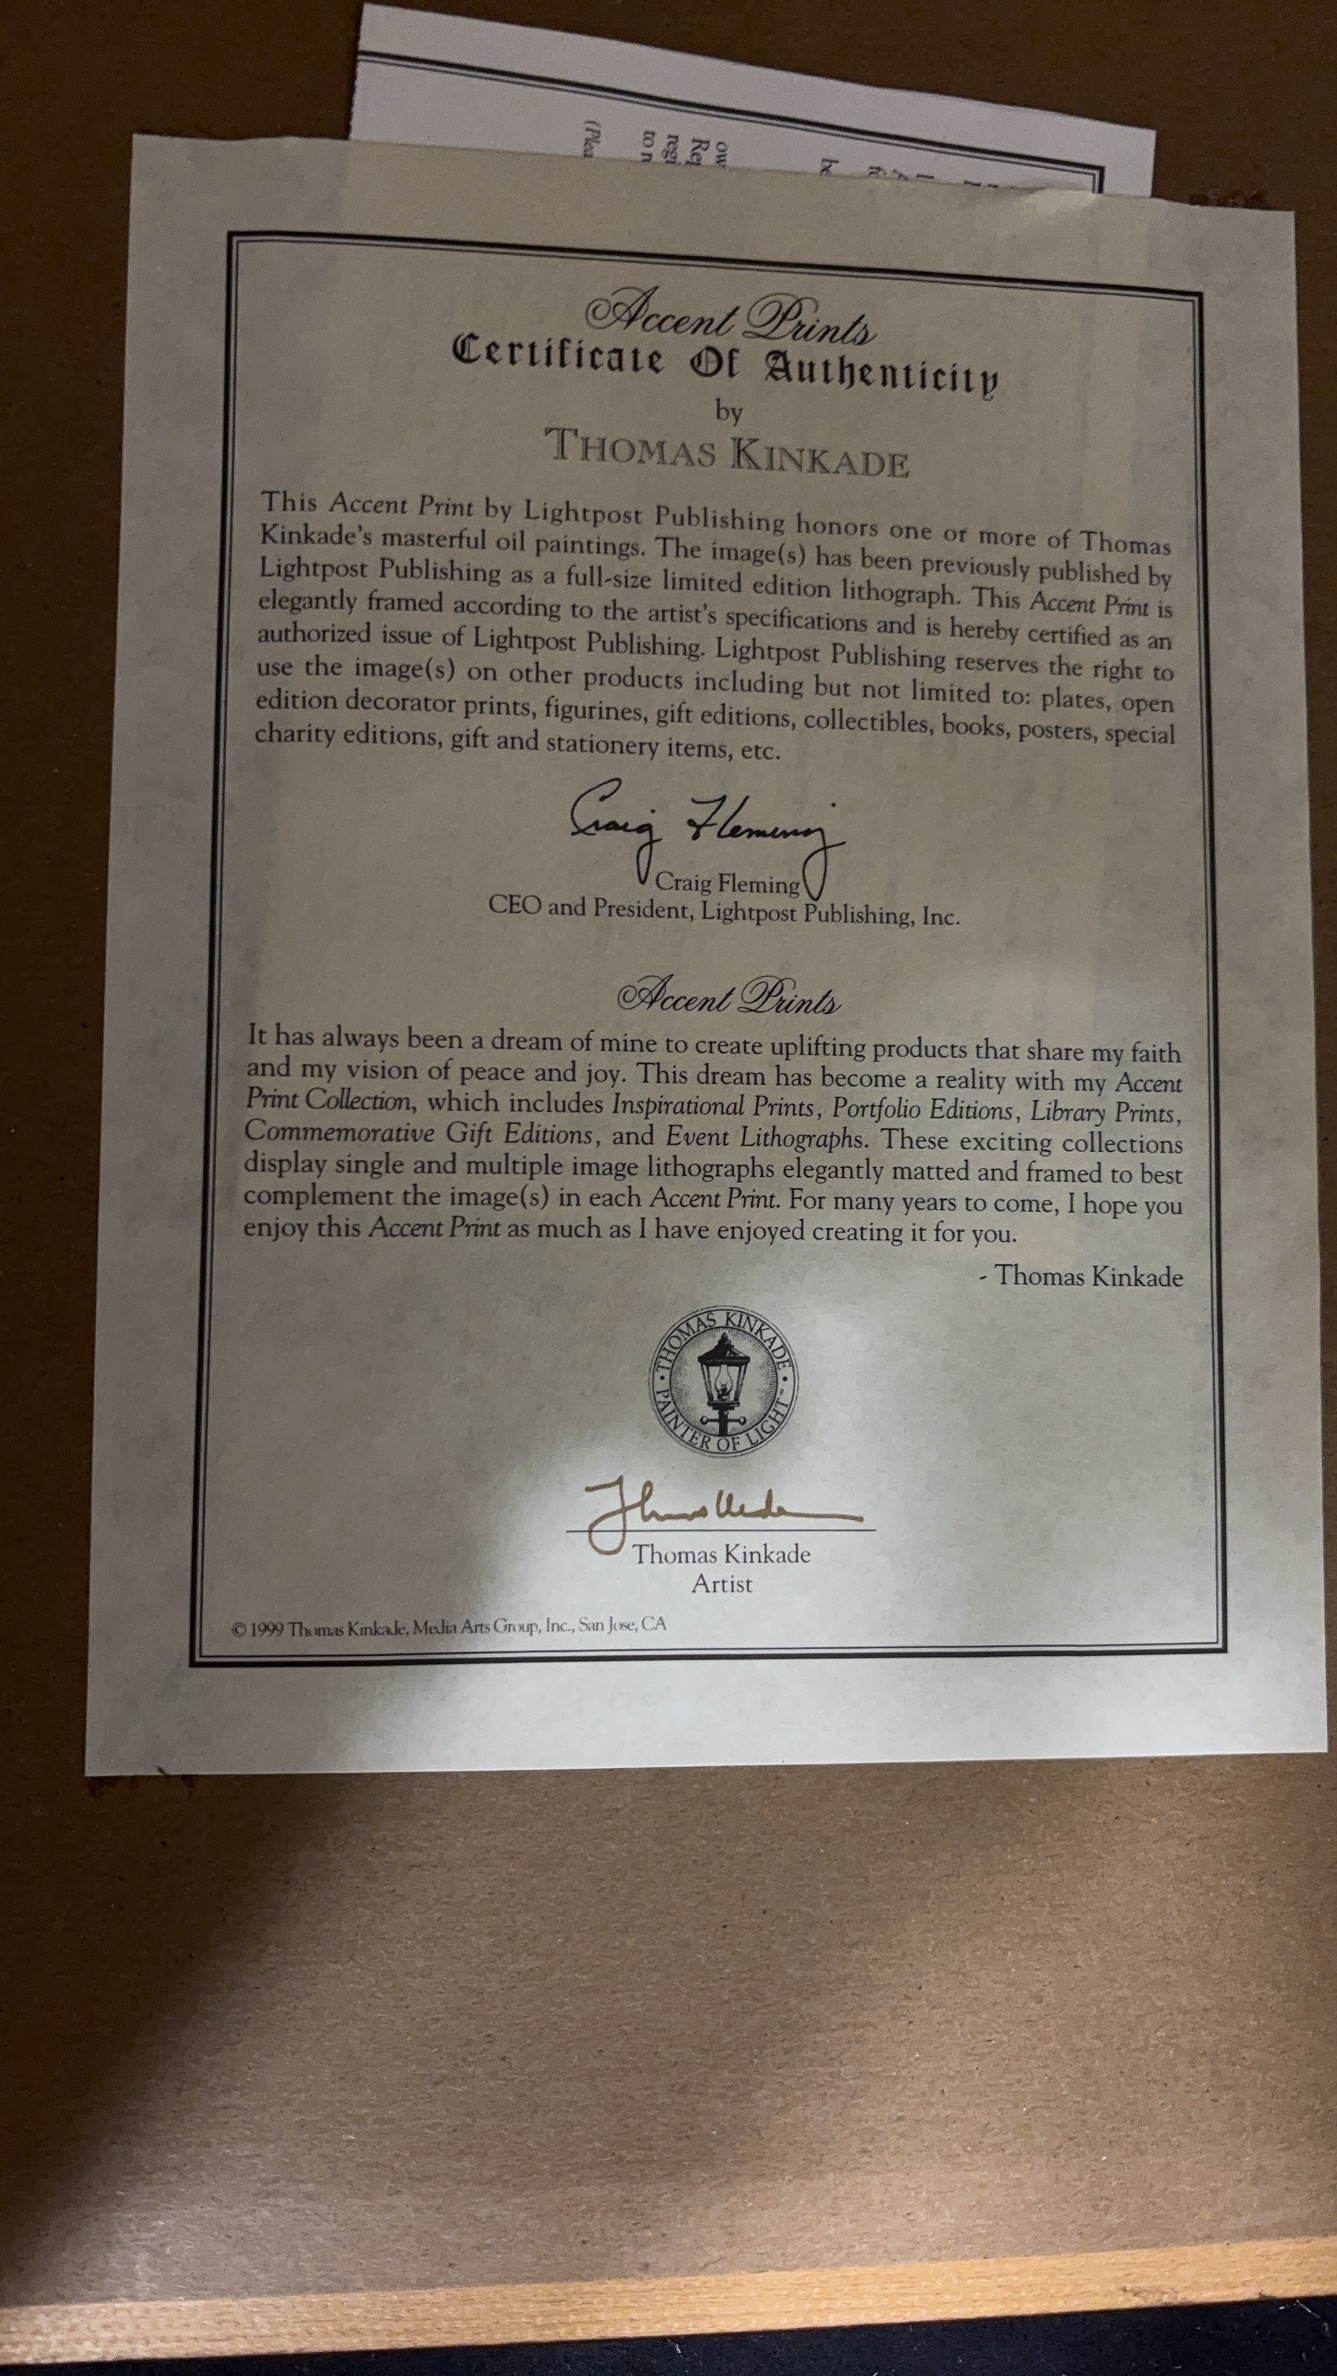 ow
Reg
regi
to n
(Plea
be
Accent Prints
Certificate Of Authenticity
by
THOMAS KINKADE
This Accent Print by Lightpost Publishing honors one or more of Thomas
Kinkade's masterful oil paintings. The image(s) has been previously published by
Lightpost Publishing as a full-size limited edition lithograph. This Accent Print is
elegantly framed according to the artist's specifications and is hereby certified as an
authorized issue of Lightpost Publishing. Lightpost Publishing reserves the right to
use the image(s) on other products including but not limited to: plates, open
edition decorator prints, figurines, gift editions, collectibles, books, posters, special
charity editions, gift and stationery items, etc.
Craig Fleming
Craig Fleming
CEO and President, Lightpost Publishing, Inc.
Accent Prints
It has always been a dream of mine to create uplifting products that share my faith
and my vision of peace and joy. This dream has become a reality with my Accent
Print Collection, which includes Inspirational Prints, Portfolio Editions, Library Prints,
Commemorative Gift Editions, and Event Lithographs. These exciting collections
display single and multiple image lithographs elegantly matted and framed to best
complement the image(s) in each Accent Print. For many years to come, I hope you
enjoy this Accent Print as much as I have enjoyed creating it for you.
- Thomas Kinkade
THOMAS KINKADE
PAINTER OF LIGHT
Thomas Kinkade
Artist
© 1999 Thomas Kinkade, Media Arts Group, Inc., San Jose, CA